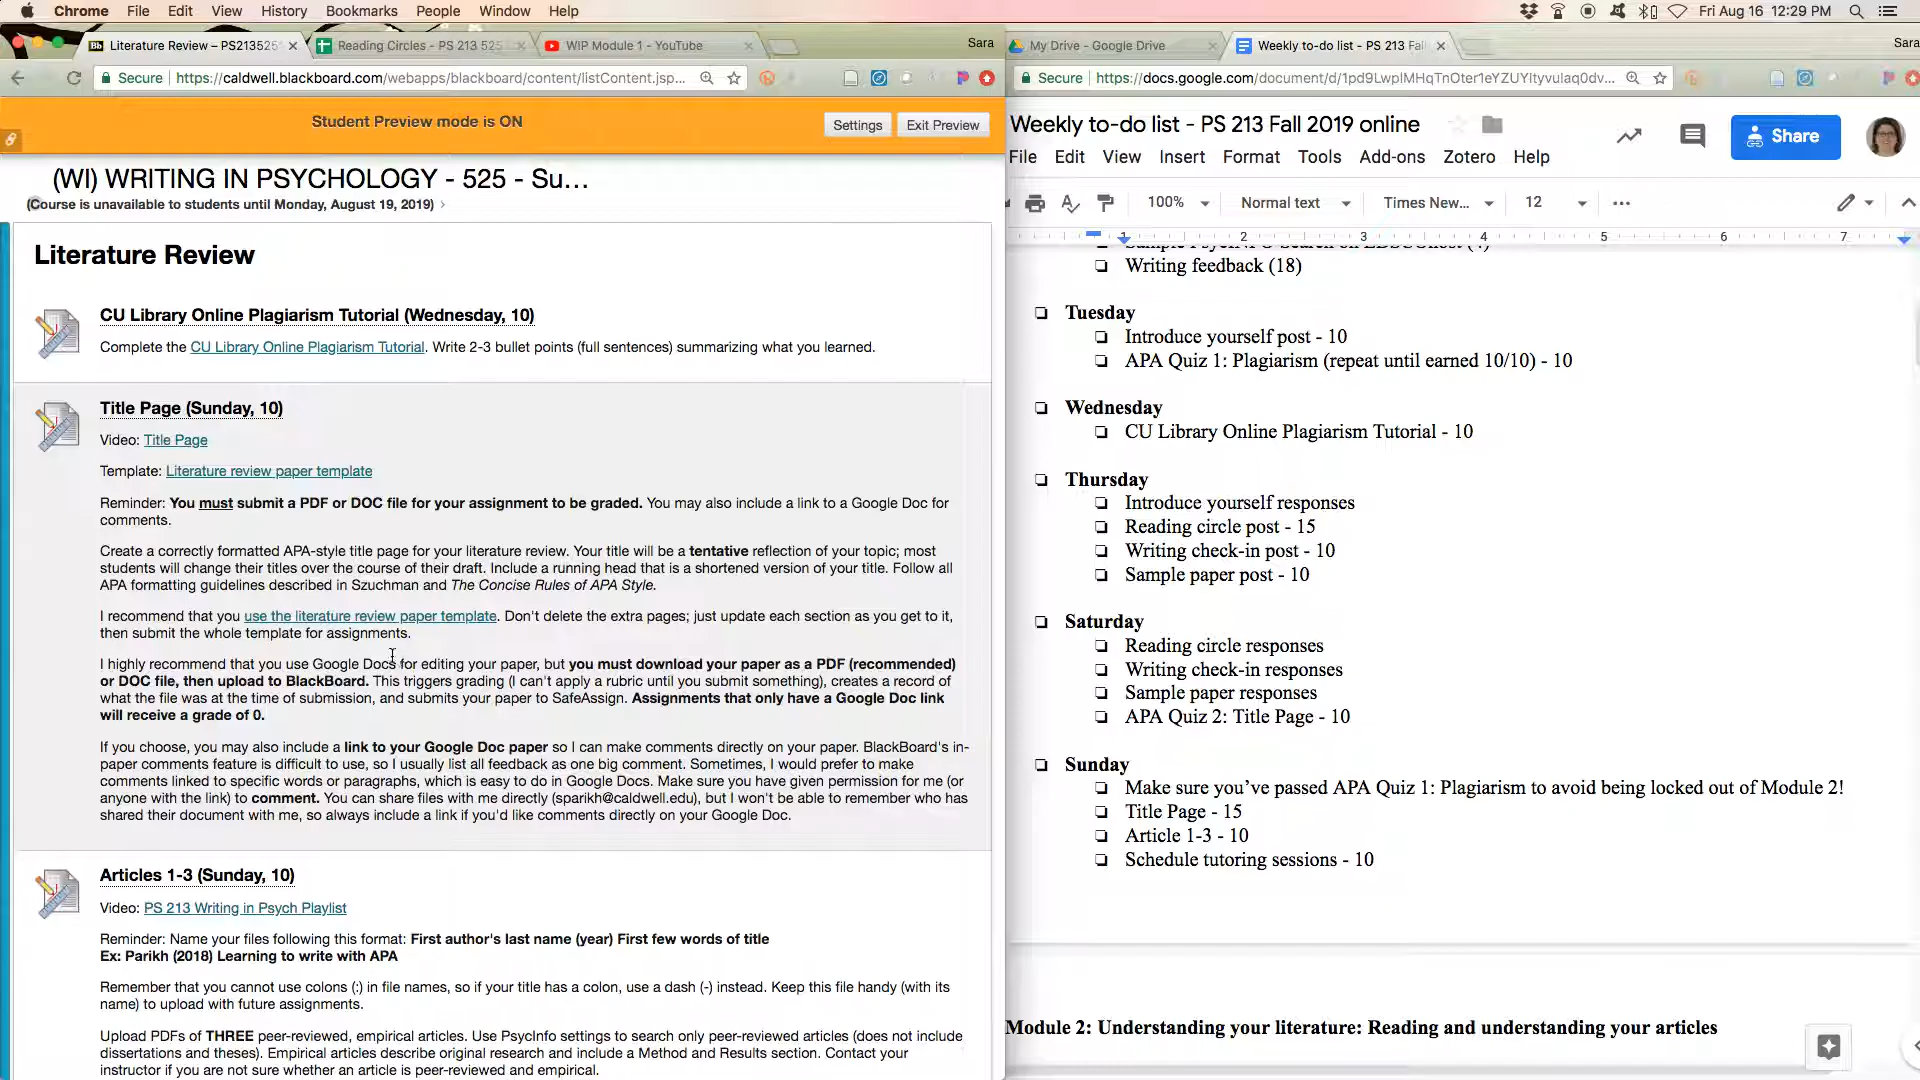 Chrome File Edit View History Bookmarks People Window Help
Fri Aug 16 12:29 PM
Literature Review – PS21352
Reading Circles - PS 213 525
WIP Module 1 - YouTube
Sara
Secure https://caldwell.blackboard.com/webapps/blackboard/content/listContent.jsp...
Student Preview mode is ON
Settings
Exit Preview
(WI) WRITING IN PSYCHOLOGY - 525 - Su...
(Course is unavailable to students until Monday, August 19, 2019)
Literature Review
CU Library Online Plagiarism Tutorial (Wednesday, 10)
Complete the CU Library Online Plagiarism Tutorial. Write 2-3 bullet points (full sentences) summarizing what you learned.
Title Page (Sunday, 10)
Video: Title Page
Template: Literature review paper template
Reminder: You must submit a PDF or DOC file for your assignment to be graded. You may also include a link to a Google Doc for
comments.
Create a correctly formatted APA-style title page for your literature review. Your title will be a tentative reflection of your topic; most
students will change their titles over the course of their draft. Include a running head that is a shortened version of your title. Follow all
APA formatting guidelines described in Szuchman and The Concise Rules of APA Style.
I recommend that you use the literature review paper template. Don't delete the extra pages; just update each section as you get to it,
then submit the whole template for assignments.
I highly recommend that you use Google Docs for editing your paper, but you must download your paper as a PDF (recommended)
or DOC file, then upload to BlackBoard. This triggers grading (I can't apply a rubric until you submit something), creates a record of
what the file was at the time of submission, and submits your paper to SafeAssign. Assignments that only have a Google Doc link
will receive a grade of 0.
If you choose, you may also include a link to your Google Doc paper so I can make comments directly on your paper. BlackBoard's in-
paper comments feature is difficult to use, so I usually list all feedback as one big comment. Sometimes, I would prefer to make
comments linked to specific words or paragraphs, which is easy to do in Google Docs. Make sure you have given permission for me (or
anyone with the link) to comment. You can share files with me directly (sparikh@caldwell.edu), but I won't be able to remember who has
shared their document with me, so always include a link if you'd like comments directly on your Google Doc.
Articles 1-3 (Sunday, 10)
Video: PS 213 Writing in Psych Playlist
Reminder: Name your files following this format: First author's last name (year) First few words of title
Ex: Parikh (2018) Learning to write with APA
Remember that you cannot use colons (:) in file names, so if your title has a colon, use a dash (-) instead. Keep this file handy (with its
name) to upload with future assignments.
Upload PDFs of THREE peer-reviewed, empirical articles. Use PsycInfo settings to search only peer-reviewed articles (does not include
dissertations and theses). Empirical articles describe original research and include a Method and Results section. Contact your
instructor if you are not sure whether an article is peer-reviewed and empirical.
My Drive - Google Drive
Weekly to-do list - PS 213 Fal
Sara
Secure https://docs.google.com/document/d/
Weekly to-do list - PS 213 Fall 2019 online
Share
File Edit View Insert Format Tools Add-ons Zotero Help
100% Normal text Times New... 12
1 2 3 4 5 6 7
Writing feedback (18)
Tuesday
Introduce yourself post - 10
APA Quiz 1: Plagiarism (repeat until earned 10/10) - 10
Wednesday
CU Library Online Plagiarism Tutorial - 10
Thursday
Introduce yourself responses
Reading circle post - 15
Writing check-in post - 10
Sample paper post - 10
Saturday
Reading circle responses
Writing check-in responses
Sample paper responses
APA Quiz 2: Title Page - 10
Sunday
Make sure you’ve passed APA Quiz 1: Plagiarism to avoid being locked out of Module 2!
Title Page - 15
Article 1-3 - 10
Schedule tutoring sessions - 10
Module 2: Understanding your literature: Reading and understanding your articles